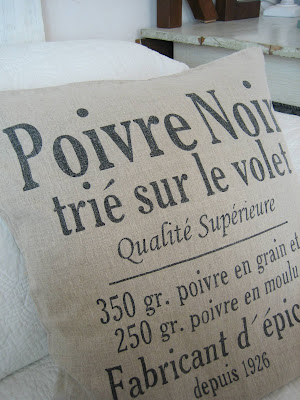 Poivre Noir
trié sur le volet
Qualité Supérieure
350 gr. poivre en grain et
250 gr. poivre en moulu
Fabricant d'épic
depuis 1926